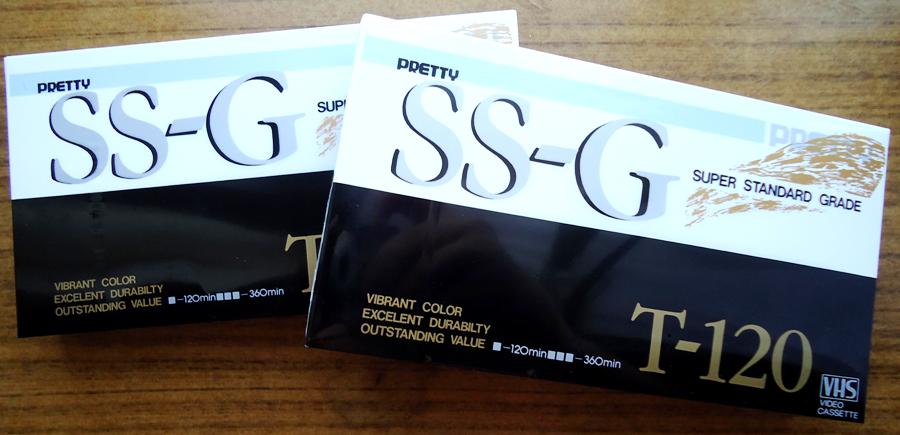 PRETTY
SS-G
SUP
VIBRANT COLOR
EXCELENT DURABILTY
OUTSTANDING VALUE ■-120min■■■-360min
T
PRETTY
SS-G
SUPER STANDARD GRADE
VIBRANT COLOR
EXCELENT DURABILTY
OUTSTANDING VALUE ■-120min■■■-360min
T-120
VHS
VIDEO
CASSETTE